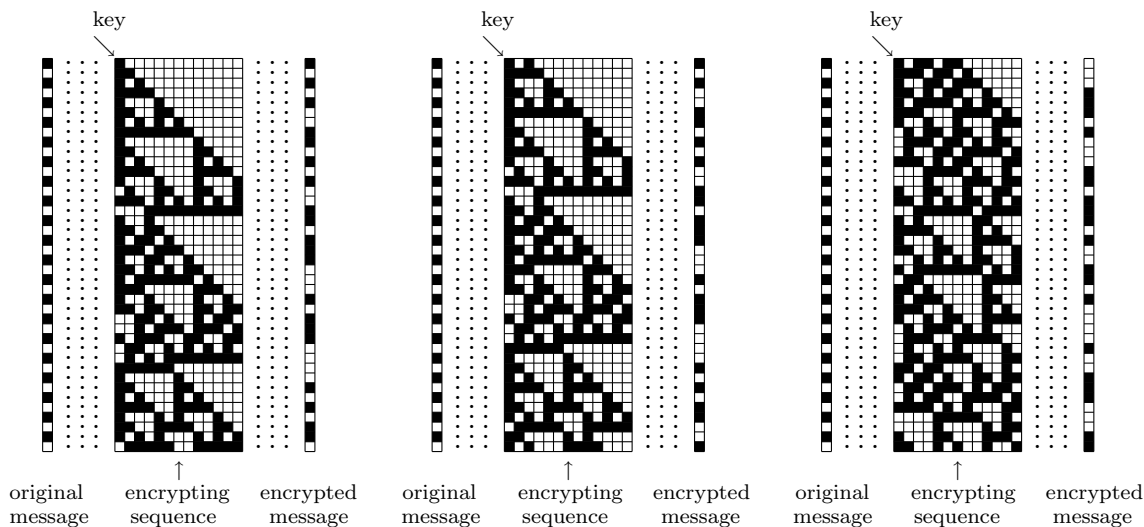 key
key
key
original
message
encrypting
sequence
encrypted
message
original
message
encrypting
sequence
encrypted
message
original
message
encrypting
sequence
encrypted
message